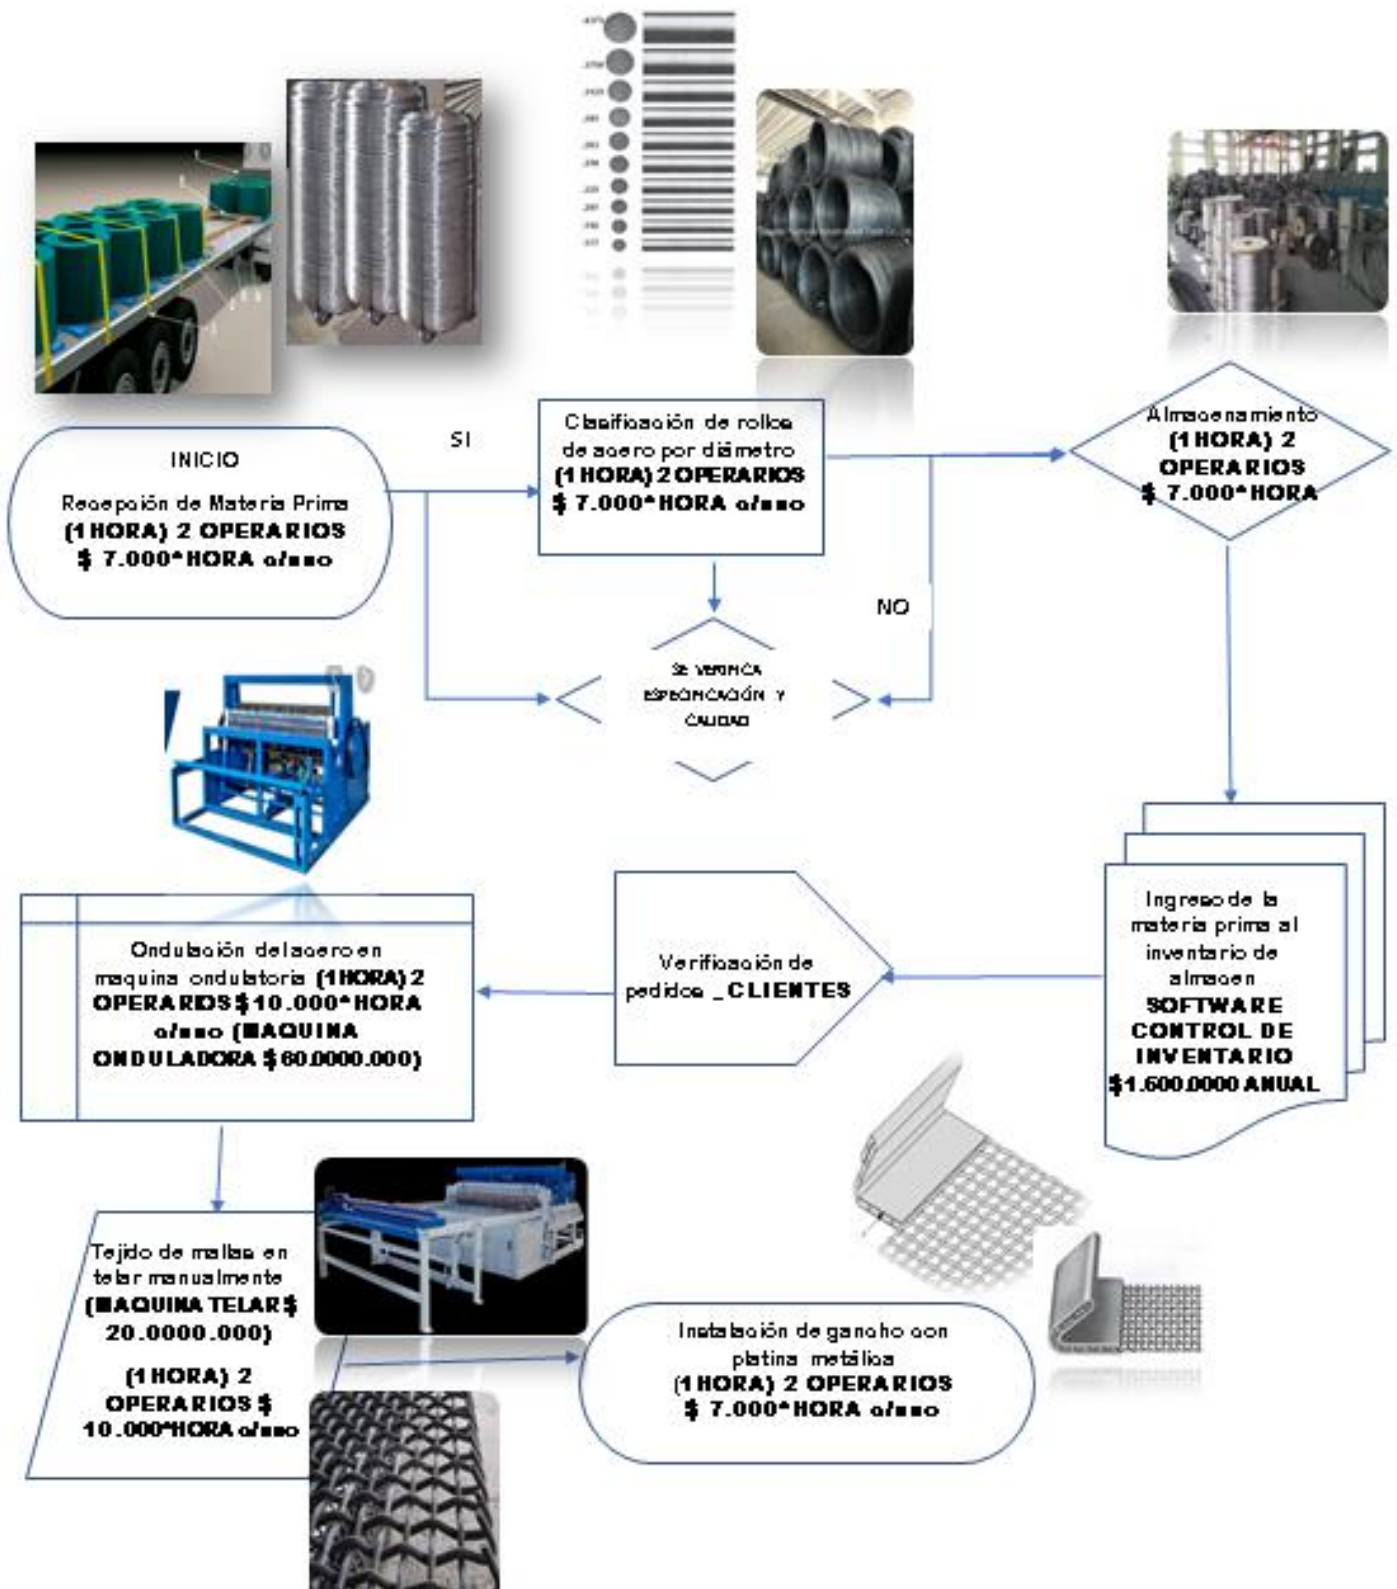 INICIO
Recepción de Materia Prima
(1 HORA) 2 OPERARIOS
$ 7.000*HORA c/uno
SI
Clasificación de rollos
de acero por diámetro
(1 HORA) 2 OPERARIOS
$ 7.000*HORA c/uno
Almacenamiento
(1 HORA) 2
OPERARIOS
$ 7.000*HORA
NO
SE VERIFICA
ESPECIFICACIÓN Y
CALIDAD
Ingreso de la
materia prima al
inventario de
almacen
SOFTWARE
CONTROL DE
INVENTARIO
$1.600.0000 ANUAL
Verificación de
pedidos _ CLIENTES
Ondulación del acero en
maquina ondulatoria (1 HORA) 2
OPERARIOS $ 10.000*HORA
c/uno (MAQUINA
ONDULADORA $ 60.0000.000)
Tejido de mallas en
telar manualmente
(MAQUINA TELAR $
20.0000.000)
(1 HORA) 2
OPERARIOS $
10.000*HORA c/uno
Instalación de gancho con
platina metálica
(1 HORA) 2 OPERARIOS
$ 7.000*HORA c/uno